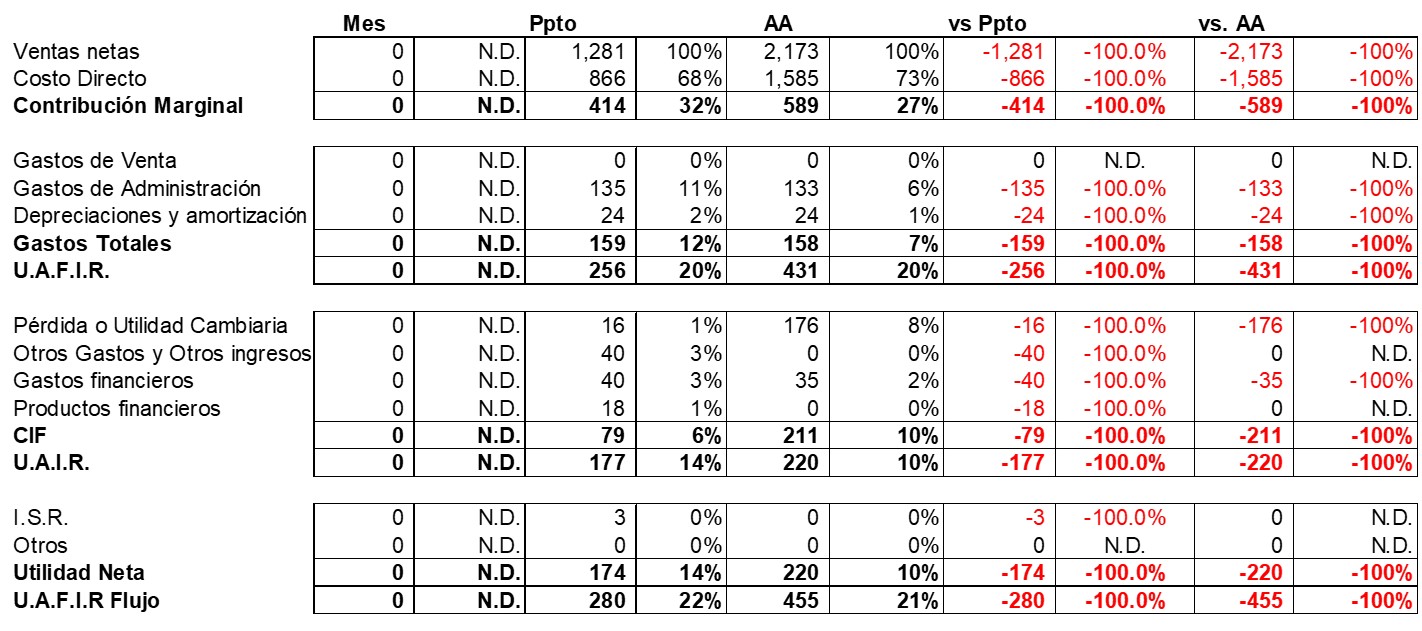 Mes Ppto AA vs Ppto vs. AA
Ventas netas 0 N.D. 1,281 100% 2,173 100% -1,281 -100.0% -2,173 -100%
Costo Directo 0 N.D. 866 68% 1,585 73% -866 -100.0% -1,585 -100%
Contribución Marginal 0 N.D. 414 32% 589 27% -414 -100.0% -589 -100%
Gastos de Venta 0 N.D. 0 0% 0 0% 0 N.D. 0 N.D.
Gastos de Administración 0 N.D. 135 11% 133 6% -135 -100.0% -133 -100%
Depreciaciones y amortización 0 N.D. 24 2% 24 1% -24 -100.0% -24 -100%
Gastos Totales 0 N.D. 159 12% 158 7% -159 -100.0% -158 -100%
U.A.F.I.R. 0 N.D. 256 20% 431 20% -256 -100.0% -431 -100%
Pérdida o Utilidad Cambiaria 0 N.D. 16 1% 176 8% -16 -100.0% -176 -100%
Otros Gastos y Otros ingresos 0 N.D. 40 3% 0 0% -40 -100.0% 0 N.D.
Gastos financieros 0 N.D. 40 3% 35 2% -40 -100.0% -35 -100%
Productos financieros 0 N.D. 18 1% 0 0% -18 -100.0% 0 N.D.
CIF 0 N.D. 79 6% 211 10% -79 -100.0% -211 -100%
U.A.I.R. 0 N.D. 177 14% 220 10% -177 -100.0% -220 -100%
I.S.R. 0 N.D. 3 0% 0 0% -3 -100.0% 0 N.D.
Otros 0 N.D. 0 0% 0 0% 0 N.D. 0 N.D.
Utilidad Neta 0 N.D. 174 14% 220 10% -174 -100.0% -220 -100%
U.A.F.I.R Flujo 0 N.D. 280 22% 455 21% -280 -100.0% -455 -100%